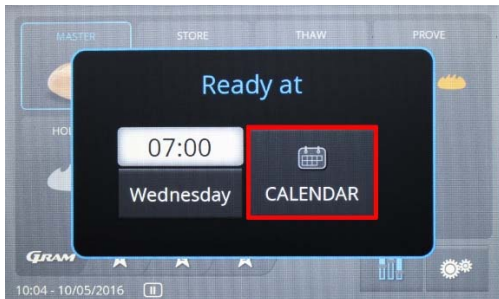 MASTER
STORE
THAW
PROVE
Ready at
07:00
Wednesday
CALENDAR
GRAM
10:04 - 10/05/2016